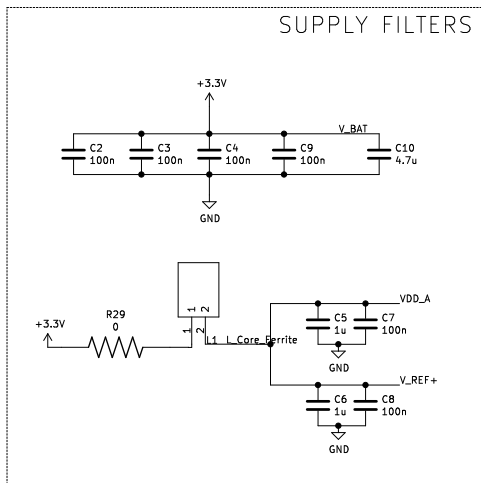 SUPPLY FILTERS
+3.3V
V_BAT
C2
100n
C3
100n
C4
100n
C9
100n
C10
4.7u
GND
1
2
1
2
L1 L_Core_Ferrite
R29
0
+3.3V
VDD_A
C5
1u
C7
100n
GND
V_REF+
C6
1u
C8
100n
GND